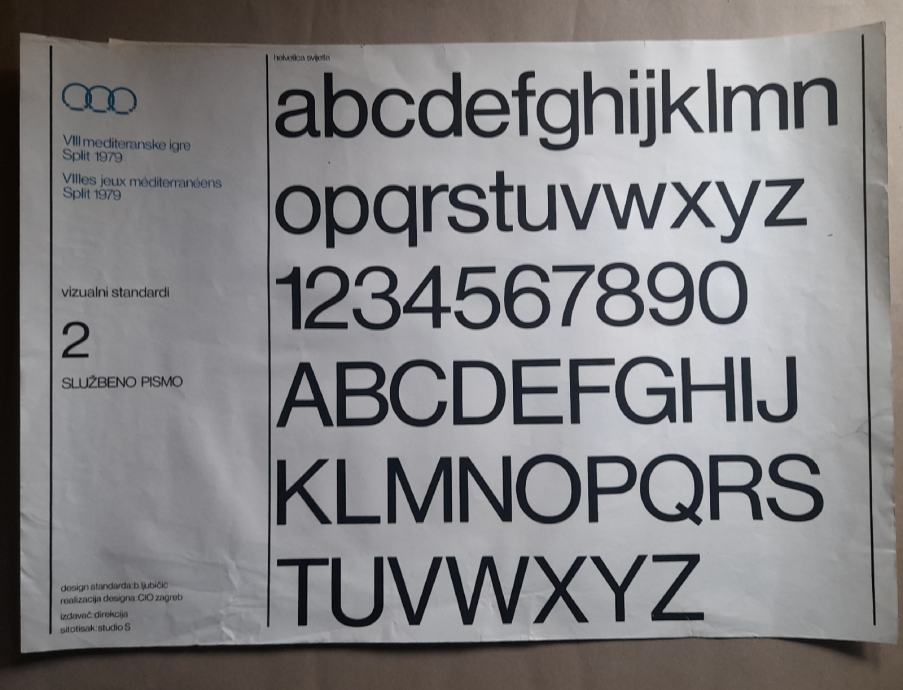 VIII mediteranske igre
Split 1979
VIIIes jeux méditerranéens
Split 1979
vizualni standardi
2
SLUŽBENO PISMO
design standarda:b.ljubičić
realizacija designa:CIO zagreb
izdavač:direkcija
sitotisak:studio S
helvetica svijetla
abcdefghijklmn
opqrstuvwxyz
1234567890
ABCDEFGHIJ
KLMNOPQRS
TUVWXYZ